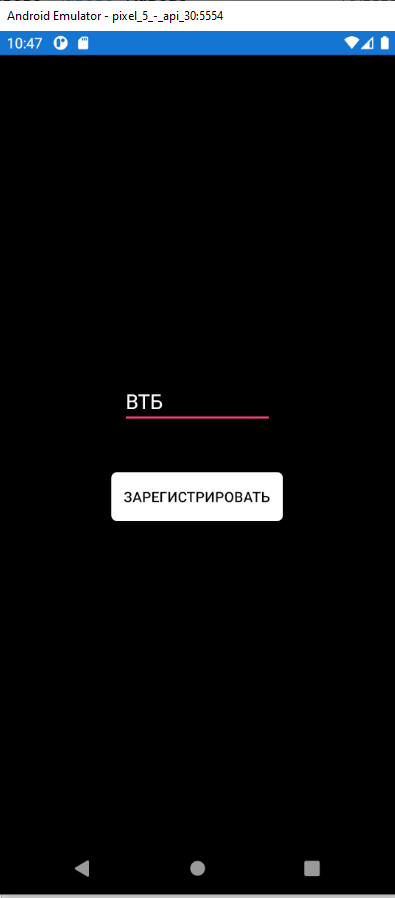 Android Emulator - pixel_5_-_api_30:5554
10:47
ВТБ
ЗАРЕГИСТРИРОВАТЬ